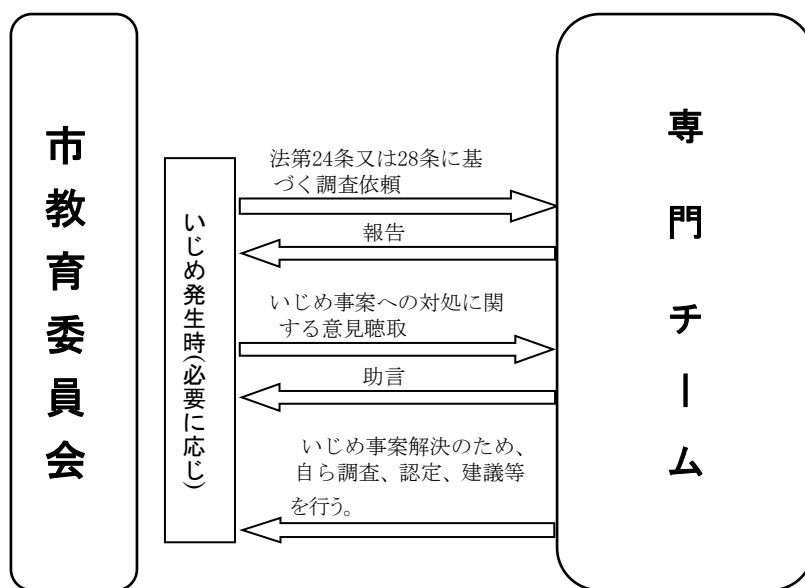 市教育委員会
いじめ発生時(必要に応じ)
法第24条又は28条に基
づく調査依頼
報告
いじめ事案への対処に関
する意見聴取
助言
いじめ事案解決のため、
自ら調査、認定、建議等
を行う。
専門チーム